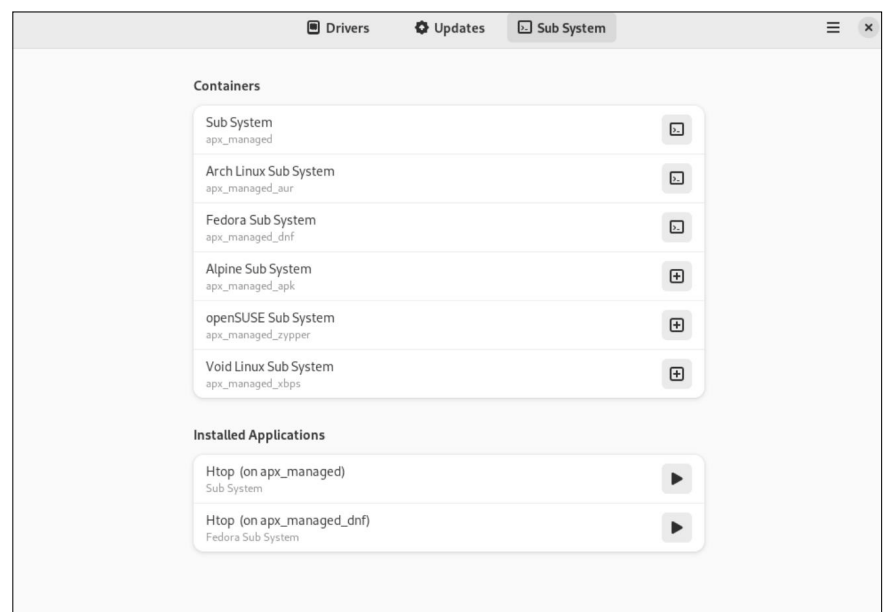 Drivers
Updates
Sub System
Containers
Sub System
apx_managed
Arch Linux Sub System
apx_managed_aur
Fedora Sub System
apx_managed_dnf
Alpine Sub System
apx_managed_apk
openSUSE Sub System
apx_managed_zypper
Void Linux Sub System
apx_managed_xbps
Installed Applications
Htop (on apx_managed)
Sub System
Htop (on apx_managed_dnf)
Fedora Sub System